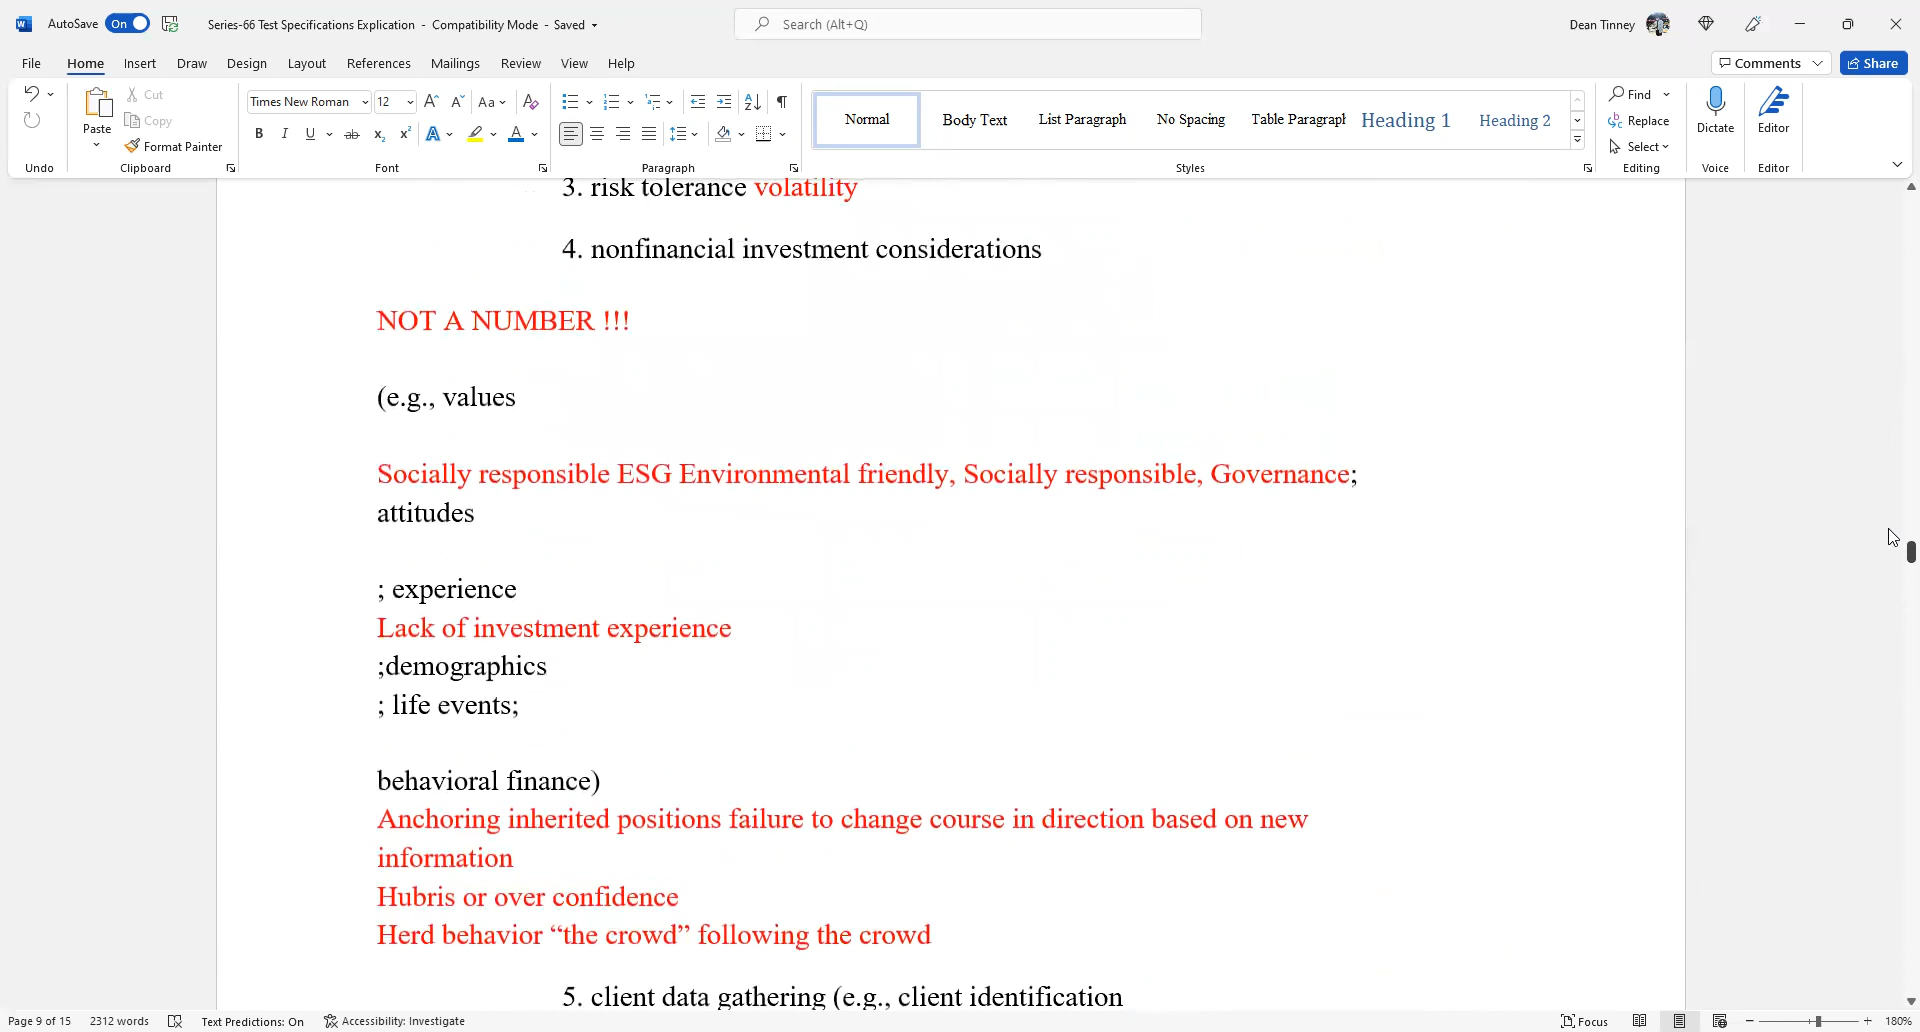 AutoSave On Series-66 Test Specifications Explication - Compatibility Mode - Saved Search (Alt+Q) Dean Tinney
File Home Insert Draw Design Layout References Mailings Review View Help Comments Share
Times New Roman 12 Aa
Paste Cut Copy Format Painter
B I U ab x₂ x² A A
Normal Body Text List Paragraph No Spacing Table Paragraph Heading 1 Heading 2
Find Replace Select
Dictate Editor
Undo Clipboard Font Paragraph Styles Editing Voice Editor
3. risk tolerance volatility
4. nonfinancial investment considerations
NOT A NUMBER !!!
(e.g., values
Socially responsible ESG Environmental friendly, Socially responsible, Governance;
attitudes
; experience
Lack of investment experience
;demographics
; life events;
behavioral finance)
Anchoring inherited positions failure to change course in direction based on new
information
Hubris or over confidence
Herd behavior “the crowd” following the crowd
5. client data gathering (e.g., client identification
Page 9 of 15 2312 words Text Predictions: On Accessibility: Investigate Focus 180%